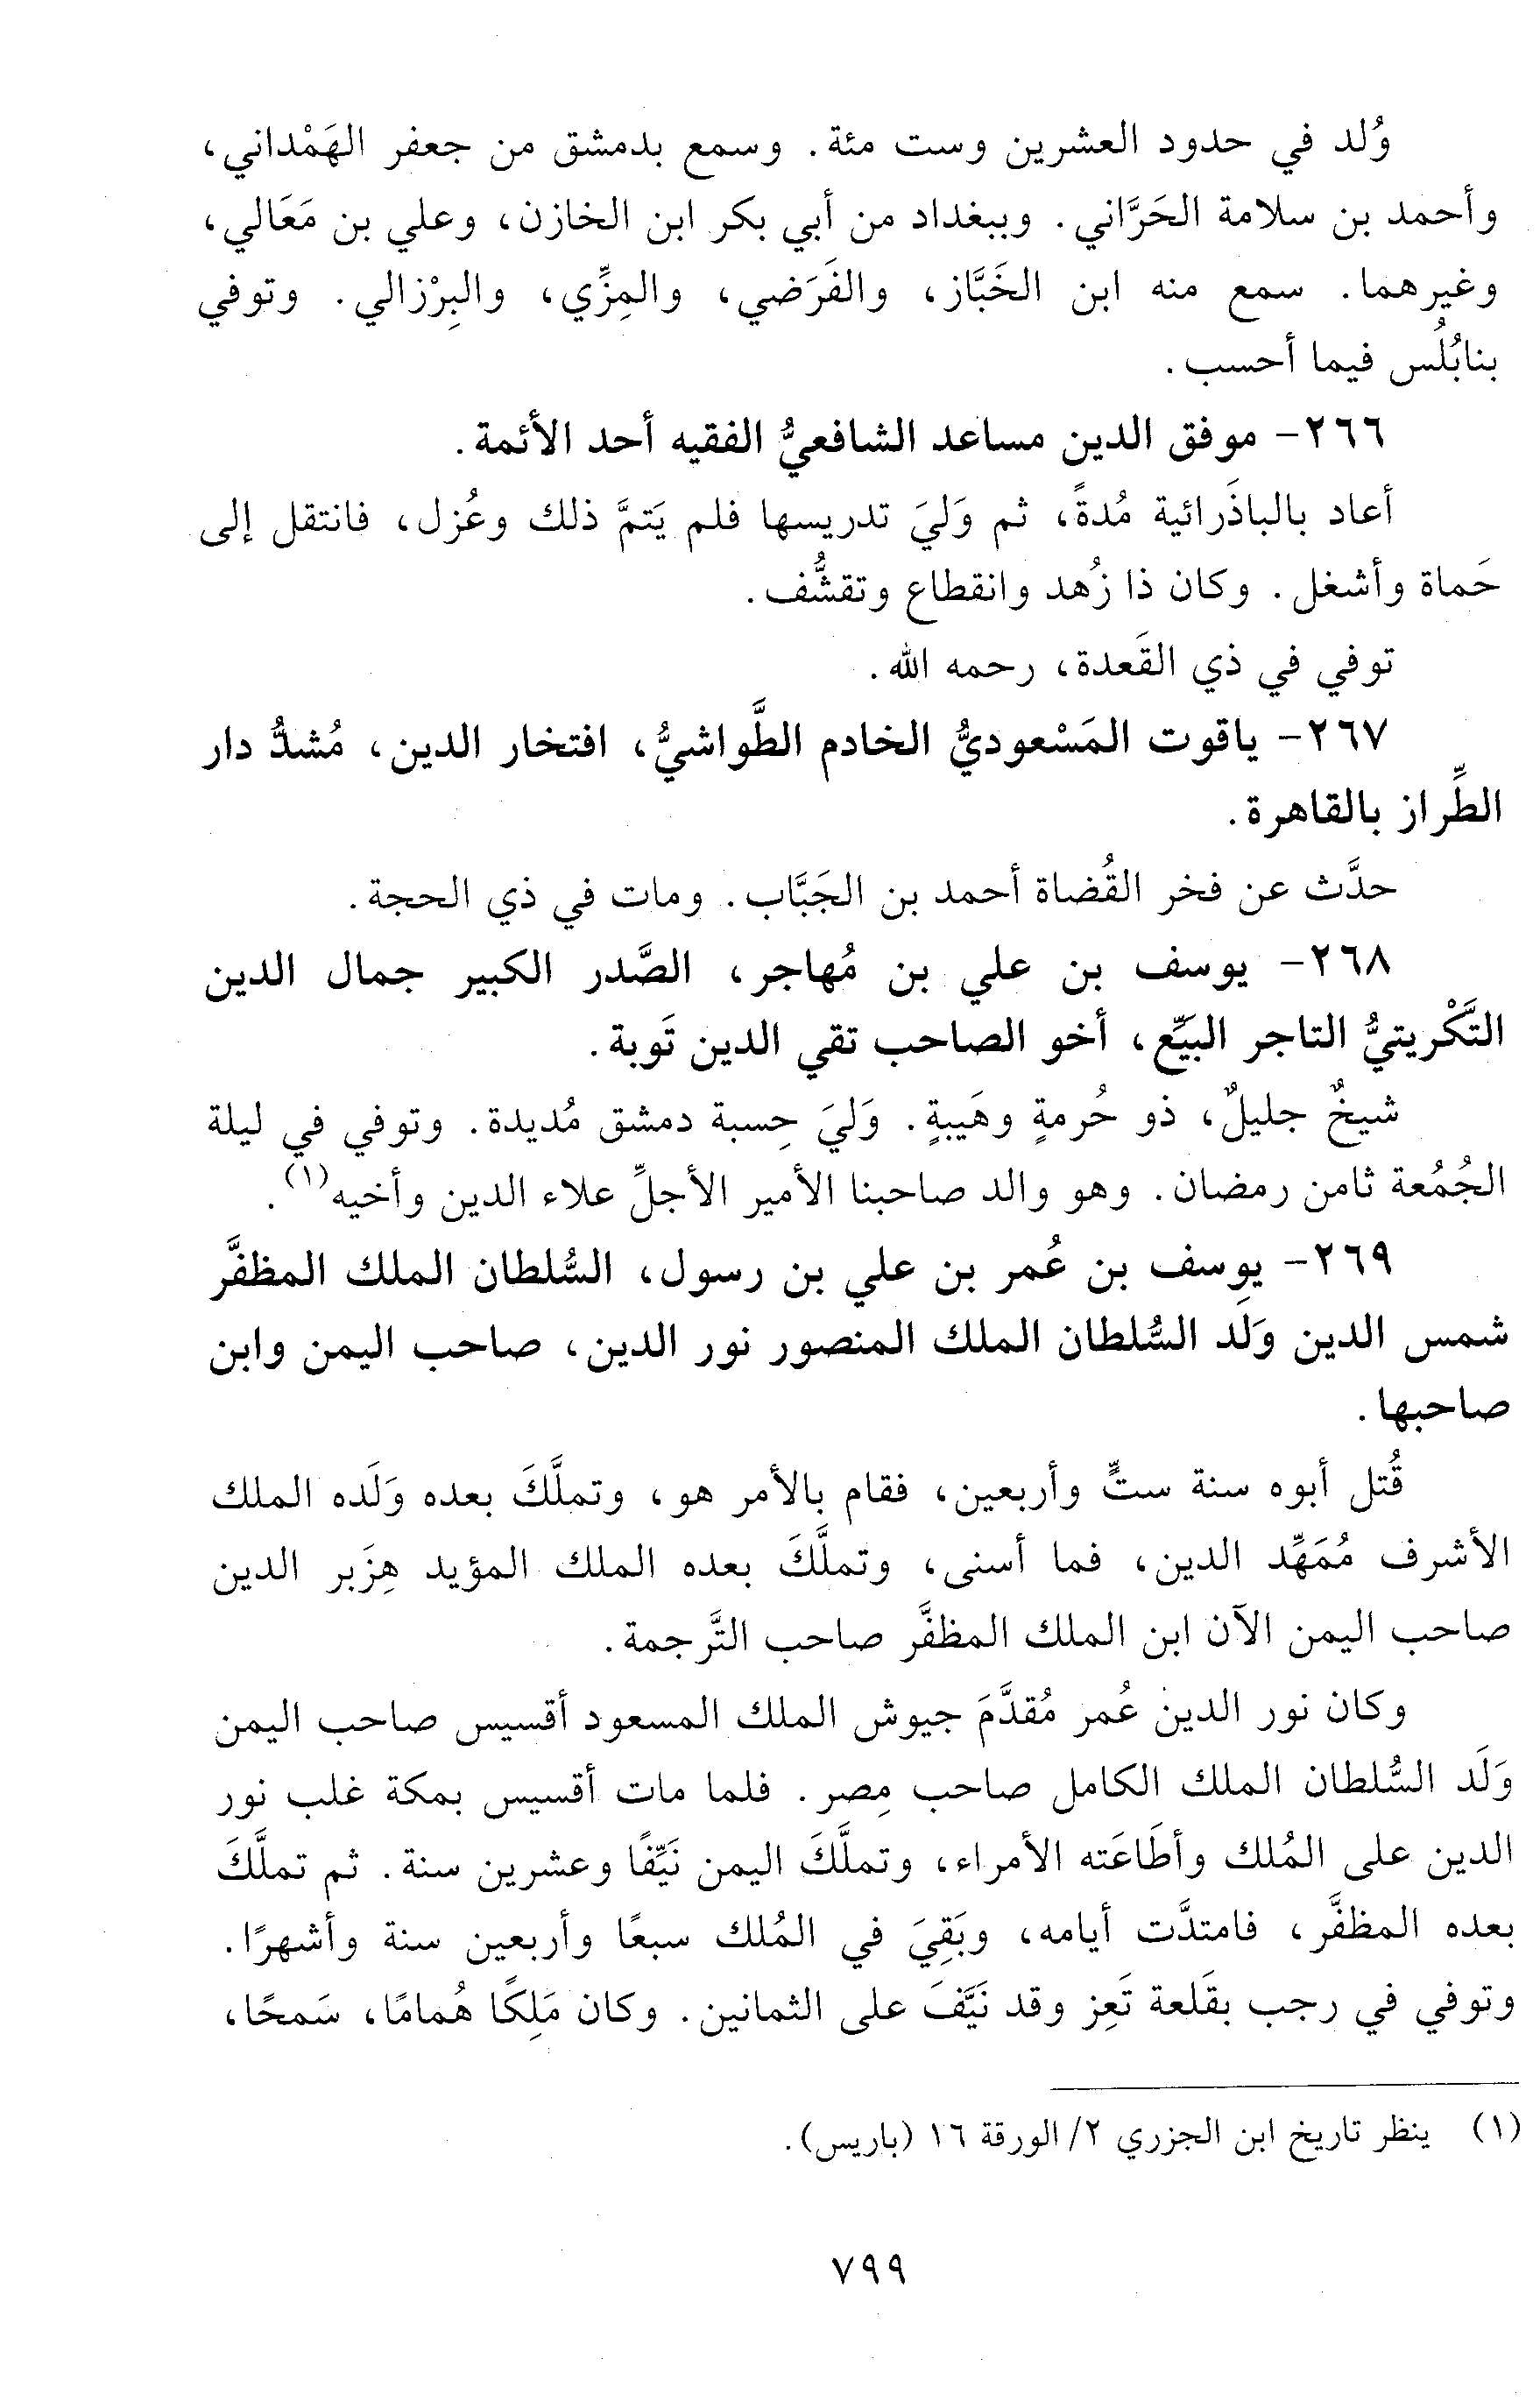 وُلد في حدود العشرين وست مئة. وسمع بدمشق من جعفر الهَمْداني،
وأحمد بن سلامة الحَرَّاني. وببغداد من أبي بكر ابن الخازن، وعلي بن مَعَالي،
وغيرهما. سمع منه ابن الخَبَّاز، والفَرَضي، والمِزِّي، والبِرْزالي. وتوفي
بنابُلُس فيما أحسب.
٢٦٦- موفق الدين مساعد الشافعيُّ الفقيه أحد الأئمة.
أعاد بالباذَرائية مُدةً، ثم وَليَ تدريسها فلم يَتمَّ ذلك وعُزل، فانتقل إلى
حَماة وأشغل. وكان ذا زُهد وانقطاع وتقشُّف.
توفي في ذي القَعدة، رحمه الله.
٢٦٧- ياقوت المَسْعوديُّ الخادم الطَّواشيُّ، افتخار الدين، مُشدُّ دار
الطِّراز بالقاهرة.
حدَّث عن فخر القُضاة أحمد بن الجَبَّاب. ومات في ذي الحجة.
٢٦٨- يوسف بن علي بن مُهاجر، الصَّدر الكبير جمال الدين
التَّكْريتيُّ التاجر البَيِّع، أخو الصاحب تقي الدين تَوبة.
شيخٌ جليلٌ، ذو حُرمةٍ وهَيبةٍ. وَليَ حِسبة دمشق مُديدة. وتوفي في ليلة
الجُمُعة ثامن رمضان. وهو والد صاحبنا الأمير الأجلِّ علاء الدين وأخيه(١).
٢٦٩- يوسِف بن عُمر بن علي بن رسول، السُّلطان الملك المظفَّر
شمس الدين وَلَد السُّلطان الملك المنصور نور الدين، صاحب اليمن وابن
صاحبها.
قُتل أبوه سنة ستٍّ وأربعين، فقام بالأمر هو، وتملَّكَ بعده وَلَده الملك
الأشرف مُمَهِّد الدين، فما أسنى، وتملَّكَ بعده الملك المؤيد هِزَبر الدين
صاحب اليمن الآن ابن الملك المظفَّر صاحب التَّرجمة.
وكان نور الدين عُمر مُقدَّمَ جيوش الملك المسعود أقسيس صاحب اليمن
وَلَد السُّلطان الملك الكامل صاحب مِصر. فلما مات أقسيس بمكة غلب نور
الدين على المُلك وأطَاعَته الأمراء، وتملَّكَ اليمن نَيِّفًا وعشرين سنة. ثم تملَّكَ
بعده المظفَّر، فامتدَّت أيامه، وبَقِيَ في المُلك سبعًا وأربعين سنة وأشهرًا.
وتوفي في رجب بقَلعة تَعِز وقد نَيَّفَ على الثمانين. وكان مَلِكًا هُمامًا، سَمحًا،
(١) ينظر تاريخ ابن الجزري ٢/ الورقة ١٦ (باريس).
٧٩٩